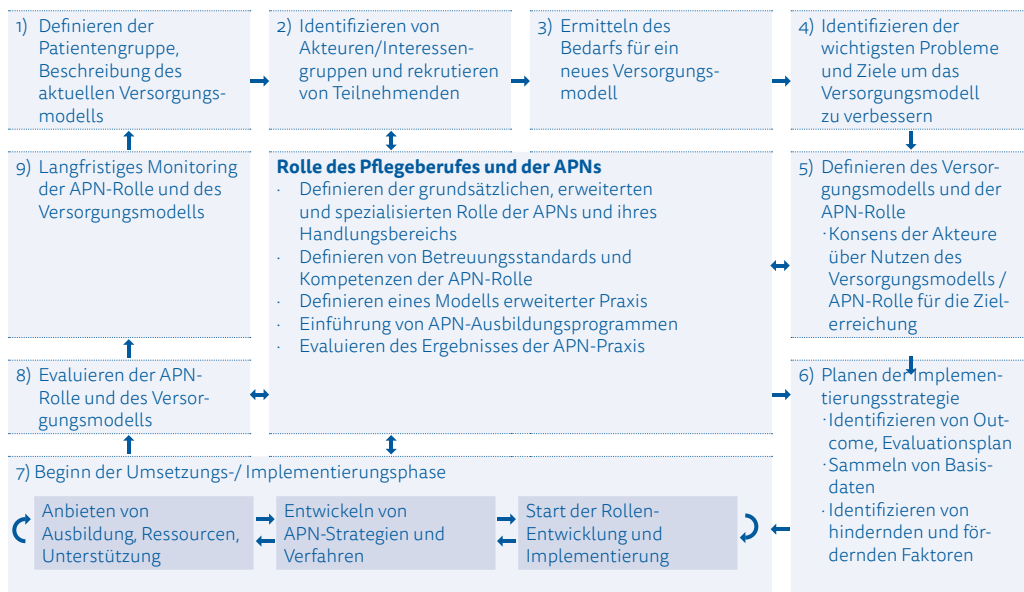 1) Definieren der
Patientengruppe,
Beschreibung des
aktuellen Versorgungs-
modells
2) Identifizieren von
Akteuren/Interessen-
gruppen und rekrutieren
von Teilnehmenden
3) Ermitteln des
Bedarfs für ein
neues Versorgungs-
modell
4) Identifizieren der
wichtigsten Probleme
und Ziele um das
Versorgungsmodell
zu verbessern
9) Langfristiges Monitoring
der APN-Rolle und des
Versorgungsmodells
Rolle des Pflegeberufes und der APNs
· Definieren der grundsätzlichen, erweiterten
und spezialisierten Rolle der APNs und ihres
Handlungsbereichs
· Definieren von Betreuungsstandards und
Kompetenzen der APN-Rolle
· Definieren eines Modells erweiterter Praxis
· Einführung von APN-Ausbildungsprogrammen
· Evaluieren des Ergebnisses der APN-Praxis
5) Definieren des Versor-
gungsmodells und der
APN-Rolle
· Konsens der Akteure
über Nutzen des
Versorgungsmodells /
APN-Rolle für die Ziel-
erreichung
8) Evaluieren der APN-
Rolle und des Versor-
gungsmodells
6) Planen der Implemen-
tierungsstrategie
· Identifizieren von Out-
come, Evaluationsplan
· Sammeln von Basis-
daten
· Identifizieren von
hindernden und för-
dernden Faktoren
7) Beginn der Umsetzungs-/ Implementierungsphase
Anbieten von
Ausbildung, Ressourcen,
Unterstützung
Entwickeln von
APN-Strategien und
Verfahren
Start der Rollen-
Entwicklung und
Implementierung